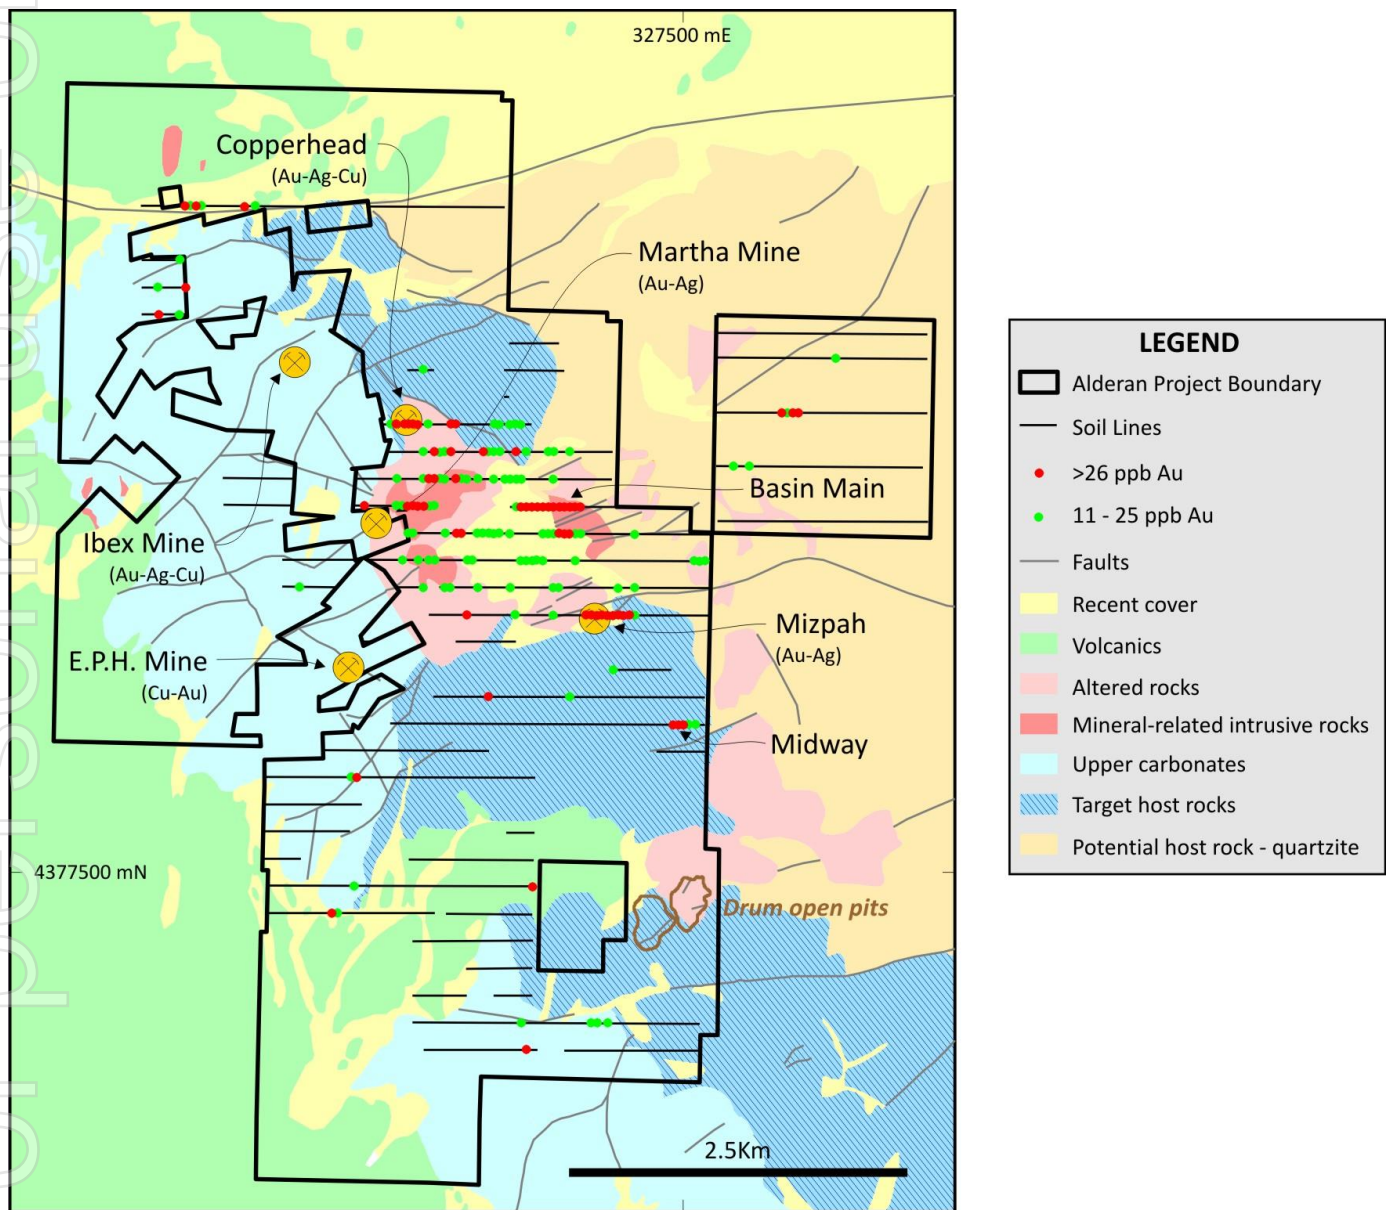 327500 mE
Copperhead
(Au-Ag-Cu)
Martha Mine
(Au-Ag)
Basin Main
Ibex Mine
(Au-Ag-Cu)
Mizpah
(Au-Ag)
E.P.H. Mine
(Cu-Au)
Midway
4377500 mN
Drum open pits
2.5Km
LEGEND
Alderan Project Boundary
Soil Lines
>26 ppb Au
11 - 25 ppb Au
Faults
Recent cover
Volcanics
Altered rocks
Mineral-related intrusive rocks
Upper carbonates
Target host rocks
Potential host rock - quartzite